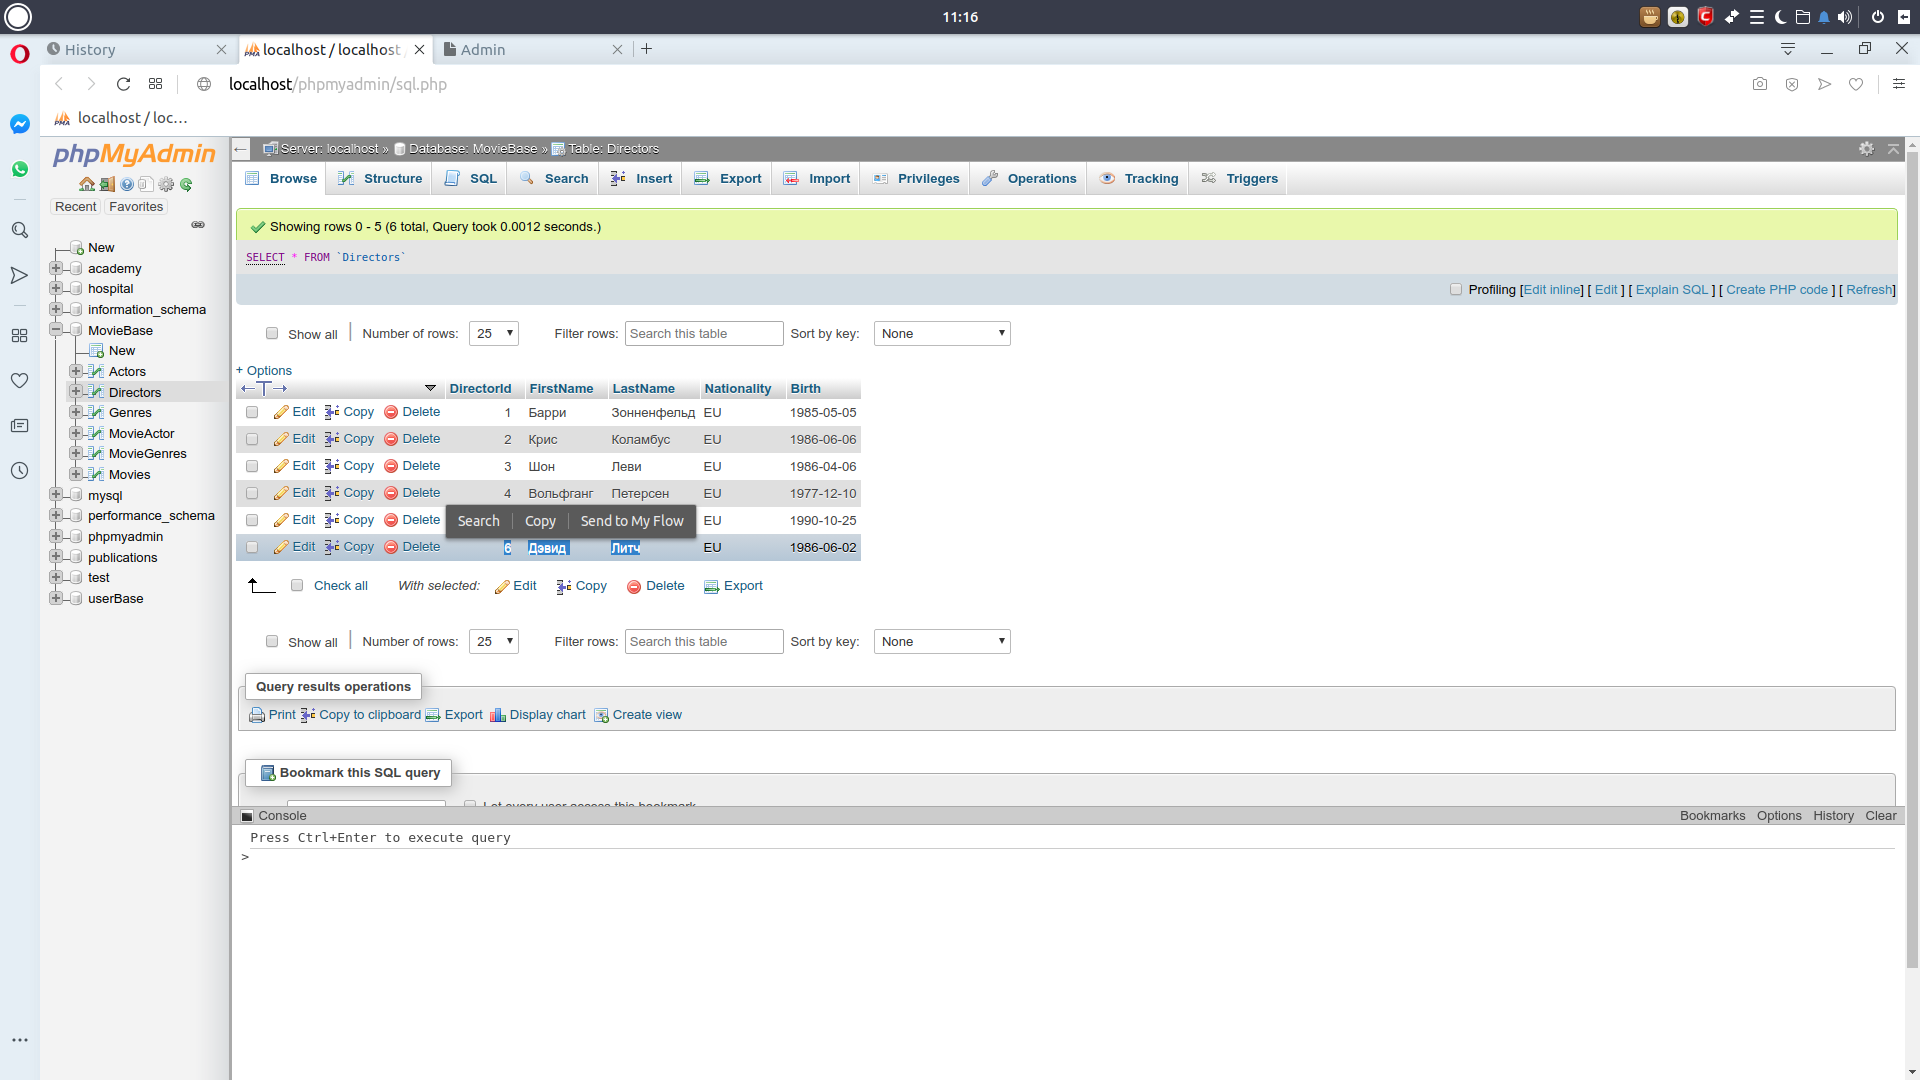 11:16
History
localhost / localhost
Admin
localhost/phpmyadmin/sql.php
localhost / loc...
phpMyAdmin
Recent Favorites
New
academy
hospital
information_schema
MovieBase
New
Actors
Directors
Genres
MovieActor
MovieGenres
Movies
mysql
performance_schema
phpmyadmin
publications
test
userBase
Server: localhost » Database: MovieBase » Table: Directors
Browse Structure SQL Search Insert Export Import Privileges Operations Tracking Triggers
Showing rows 0 - 5 (6 total, Query took 0.0012 seconds.)
SELECT * FROM `Directors`
Profiling [Edit inline] [ Edit ] [ Explain SQL ] [ Create PHP code ] [ Refresh]
Show all Number of rows: 25 Filter rows: Search this table Sort by key: None
+ Options
DirectorId FirstName LastName Nationality Birth
Edit Copy Delete 1 Барри Зонненфельд EU 1985-05-05
Edit Copy Delete 2 Крис Коламбус EU 1986-06-06
Edit Copy Delete 3 Шон Леви EU 1986-04-06
Edit Copy Delete 4 Вольфганг Петерсен EU 1977-12-10
Edit Copy Delete EU 1990-10-25
Search Copy Send to My Flow
Edit Copy Delete 6 Дэвид Литч EU 1986-06-02
Check all With selected: Edit Copy Delete Export
Show all Number of rows: 25 Filter rows: Search this table Sort by key: None
Query results operations
Print Copy to clipboard Export Display chart Create view
Bookmark this SQL query
Let every user access this bookmark
Console Bookmarks Options History Clear
Press Ctrl+Enter to execute query
>